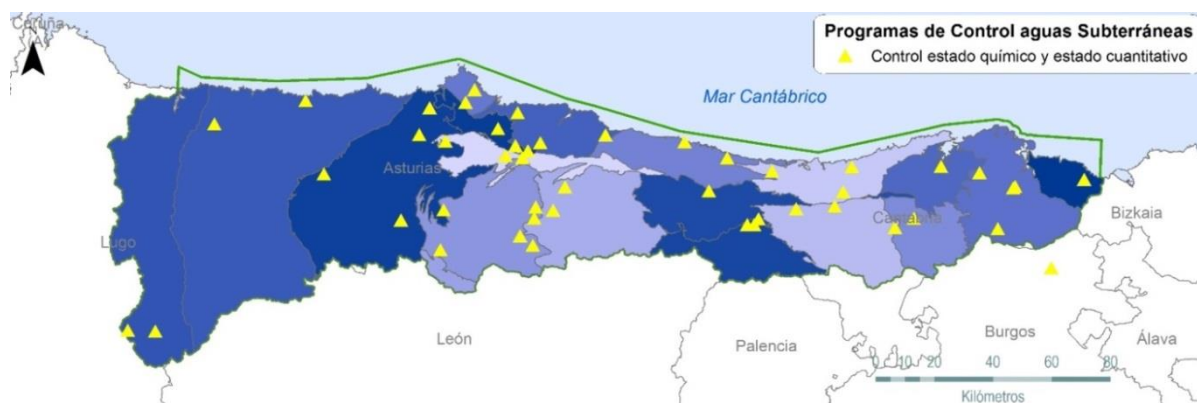 Coruña
A
Programas de Control aguas Subterráneas
Control estado químico y estado cuantitativo
Mar Cantábrico
Asturias
Cantabria
Bizkaia
Lugo
León
Palencia
Burgos
Álava
0 10 20 40 60 80
Kilómetros